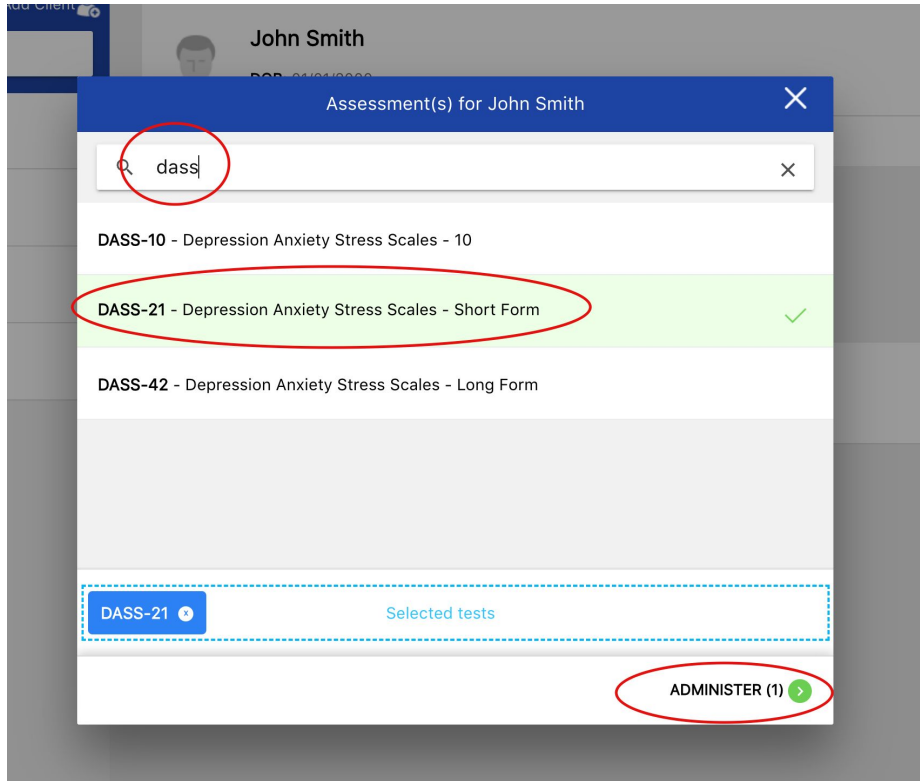 Add Client
John Smith
Assessment(s) for John Smith
dass
DASS-10 - Depression Anxiety Stress Scales - 10
DASS-21 - Depression Anxiety Stress Scales - Short Form
DASS-42 - Depression Anxiety Stress Scales - Long Form
DASS-21 Selected tests
ADMINISTER (1)